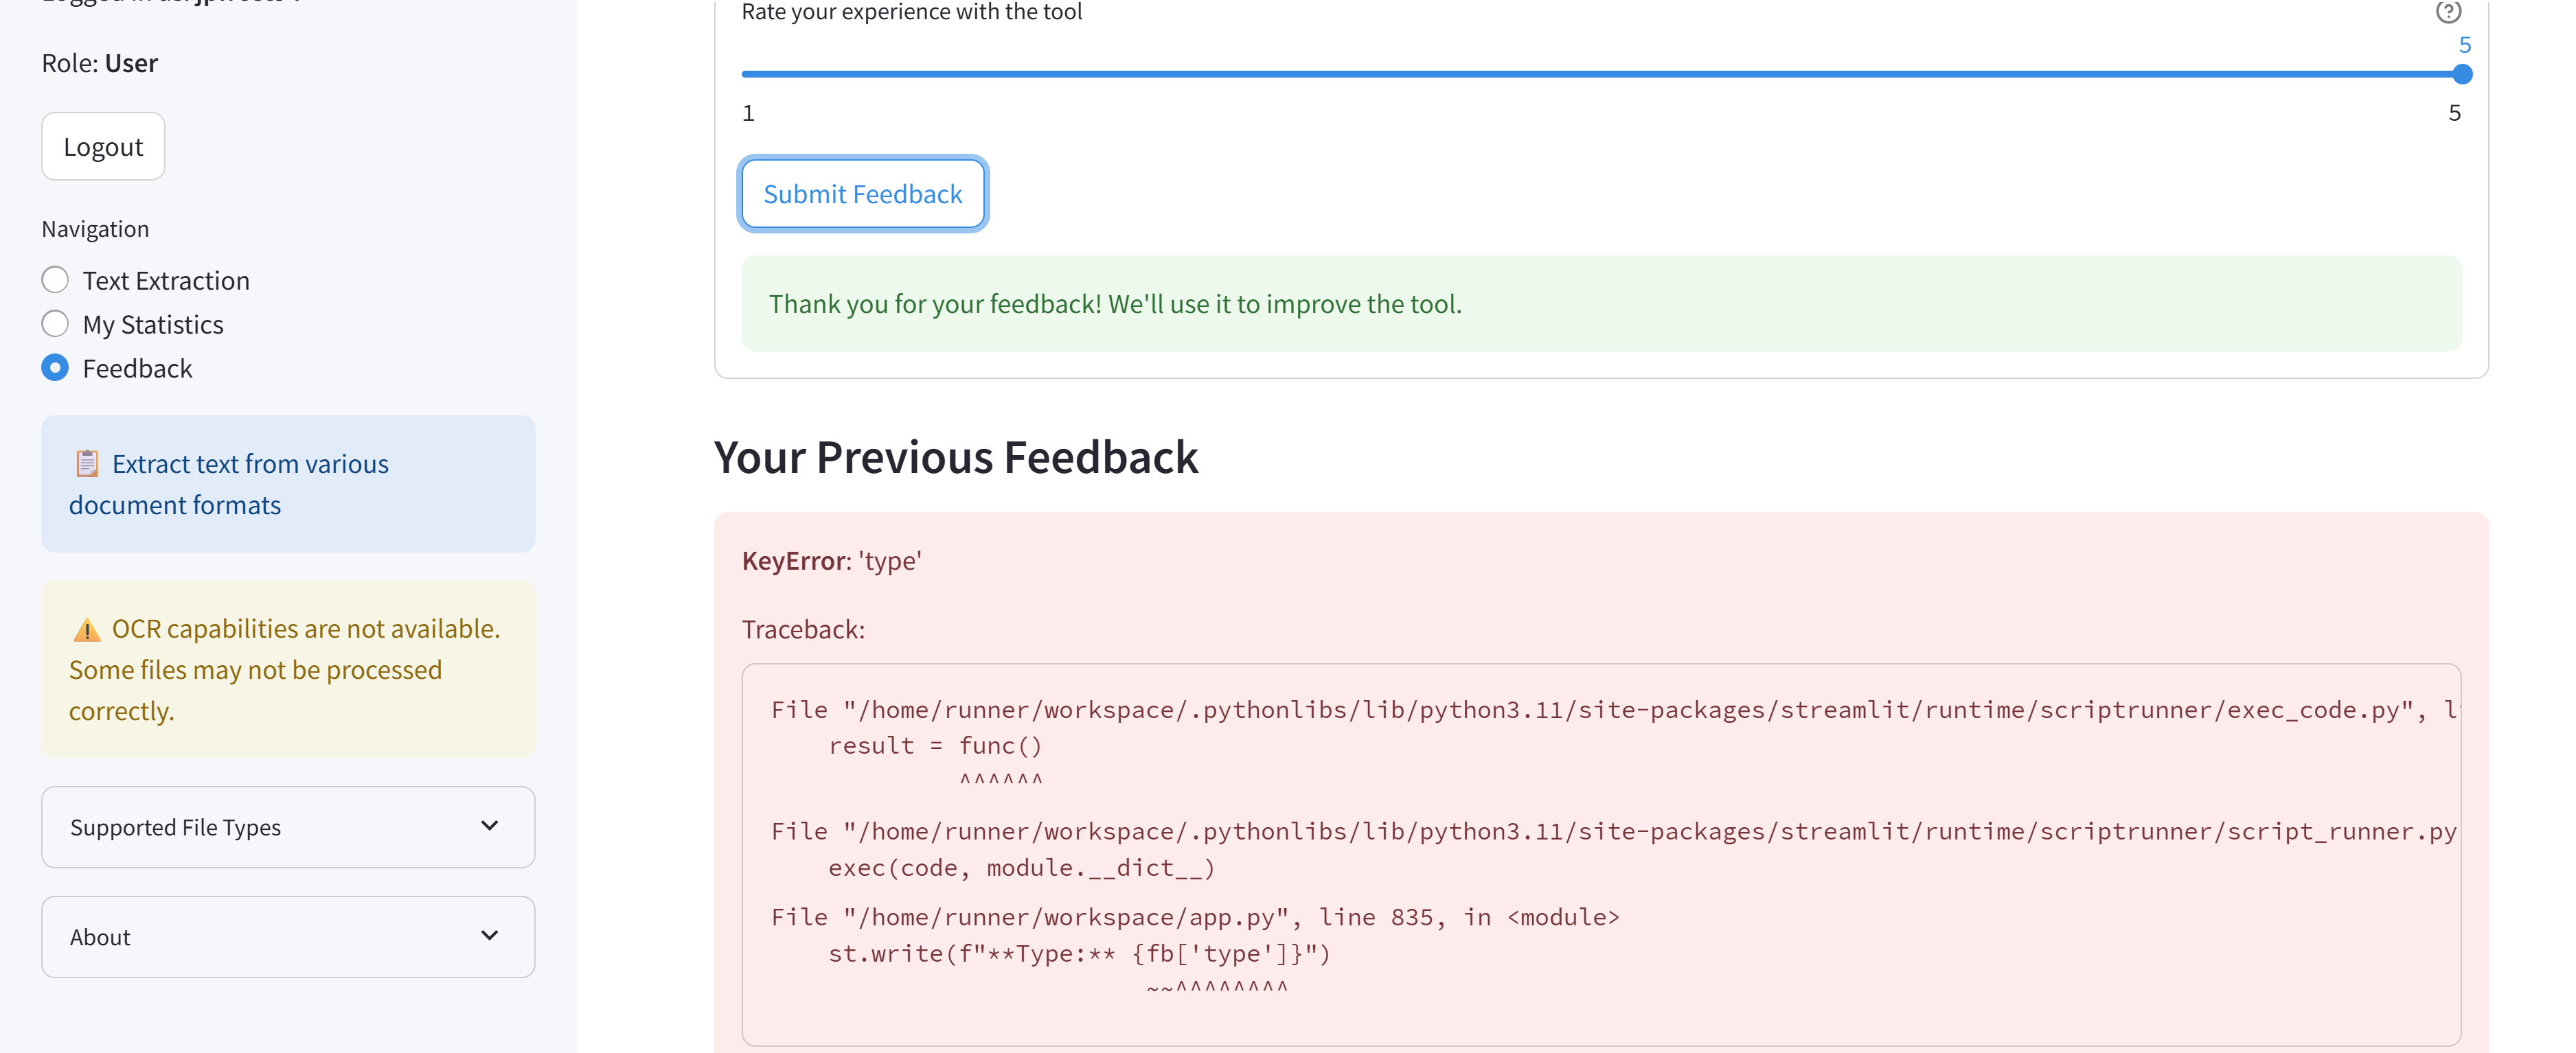 Role: User
Logout
Navigation
Text Extraction
My Statistics
Feedback
📋 Extract text from various
document formats
⚠️ OCR capabilities are not available.
Some files may not be processed
correctly.
Supported File Types
About
Rate your experience with the tool
5
1
5
Submit Feedback
Thank you for your feedback! We'll use it to improve the tool.
Your Previous Feedback
KeyError: 'type'
Traceback:
File "/home/runner/workspace/.pythonlibs/lib/python3.11/site-packages/streamlit/runtime/scriptrunner/exec_code.py",
    result = func()
             ^^^^^^
File "/home/runner/workspace/.pythonlibs/lib/python3.11/site-packages/streamlit/runtime/scriptrunner/script_runner.py
    exec(code, module.__dict__)
File "/home/runner/workspace/app.py", line 835, in <module>
    st.write(f"**Type:** {fb['type']}")
                          ~~^^^^^^^^